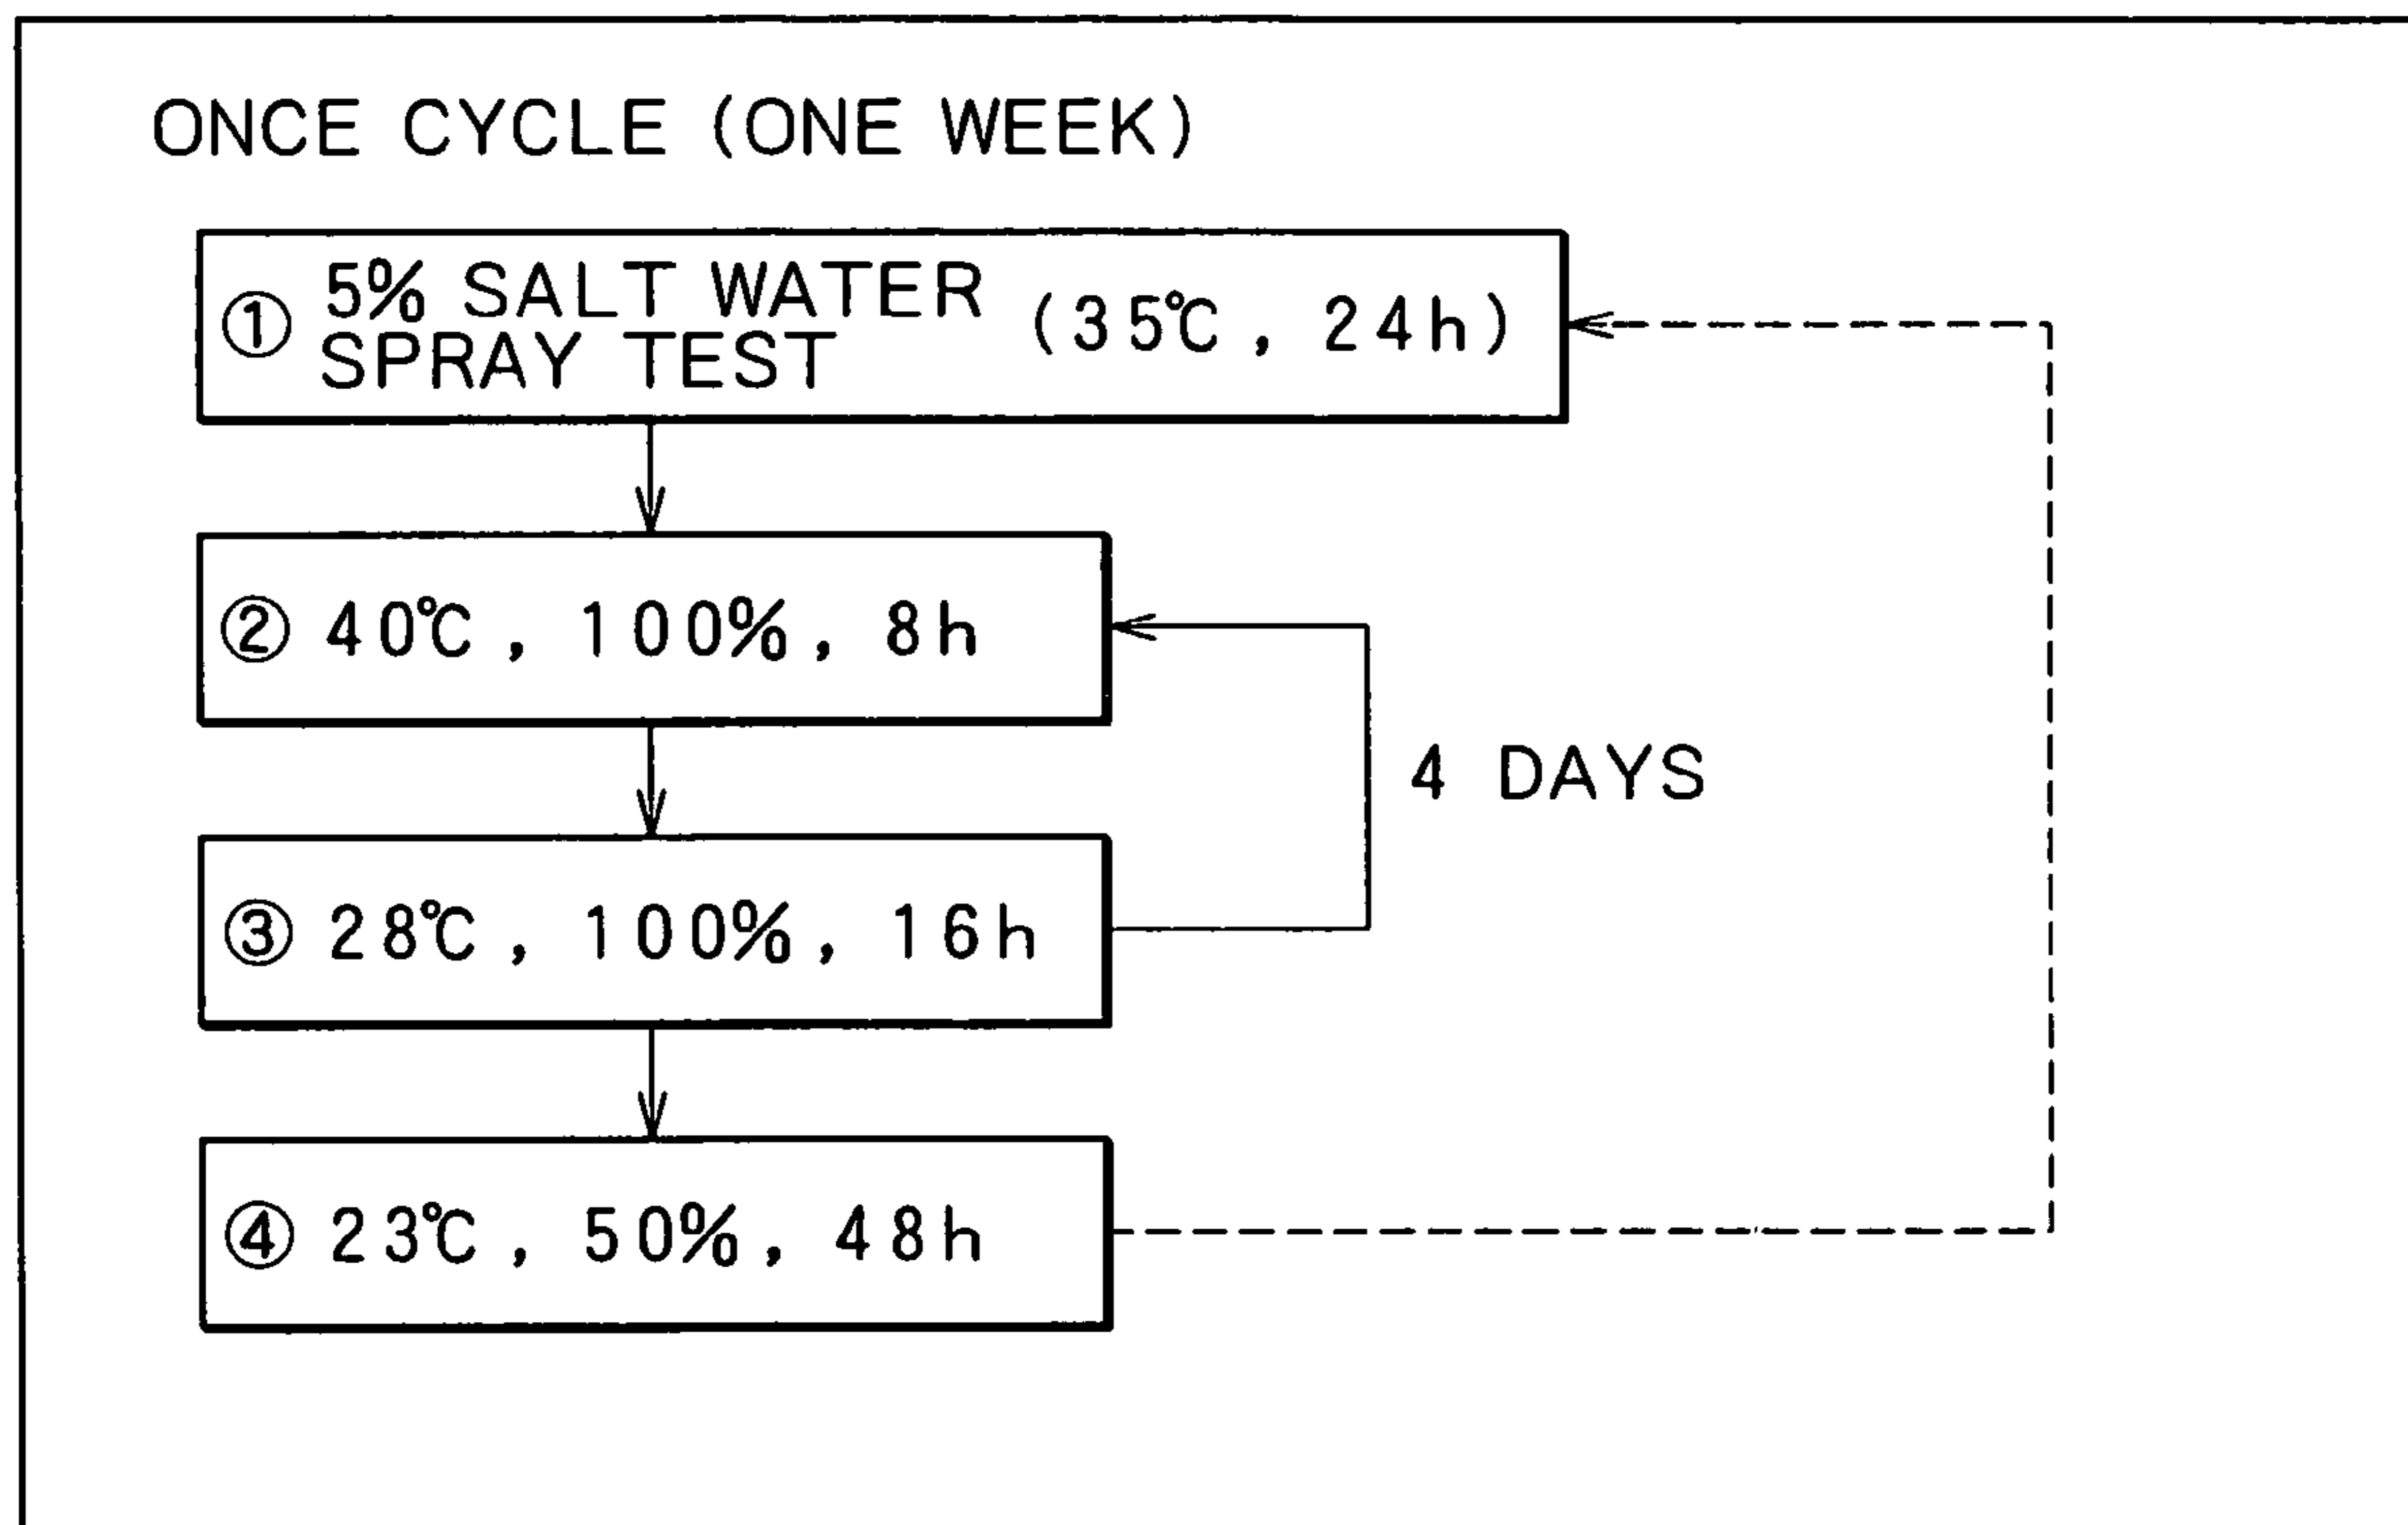 ONCE CYCLE (ONE WEEK)
① 5% SALT WATER
SPRAY TEST
(35℃, 24h)
② 40℃, 100%, 8h
4 DAYS
③ 28℃, 100%, 16h
④ 23℃, 50%, 48h